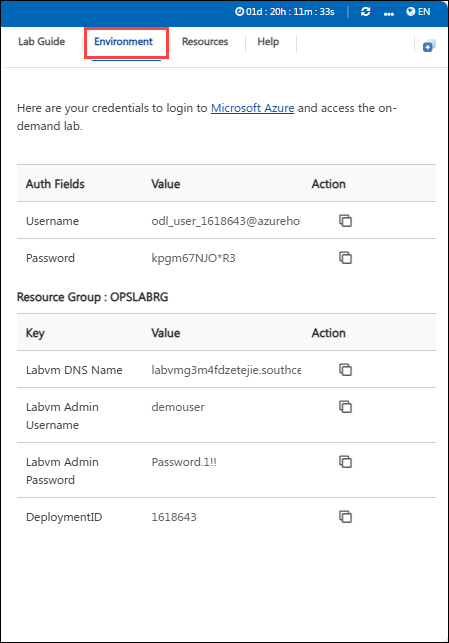 01d : 20h : 11m : 33s EN
Lab Guide Environment Resources Help
Here are your credentials to login to Microsoft Azure and access the on-
demand lab.
Auth Fields Value Action
Username odl_user_1618643@azureho
Password kpgm67NJO*R3
Resource Group : OPSLABRG
Key Value Action
Labvm DNS Name labvmg3m4fdzetejie.southce
Labvm Admin demouser
Username
Labvm Admin Password.1!!
Password
DeploymentID 1618643